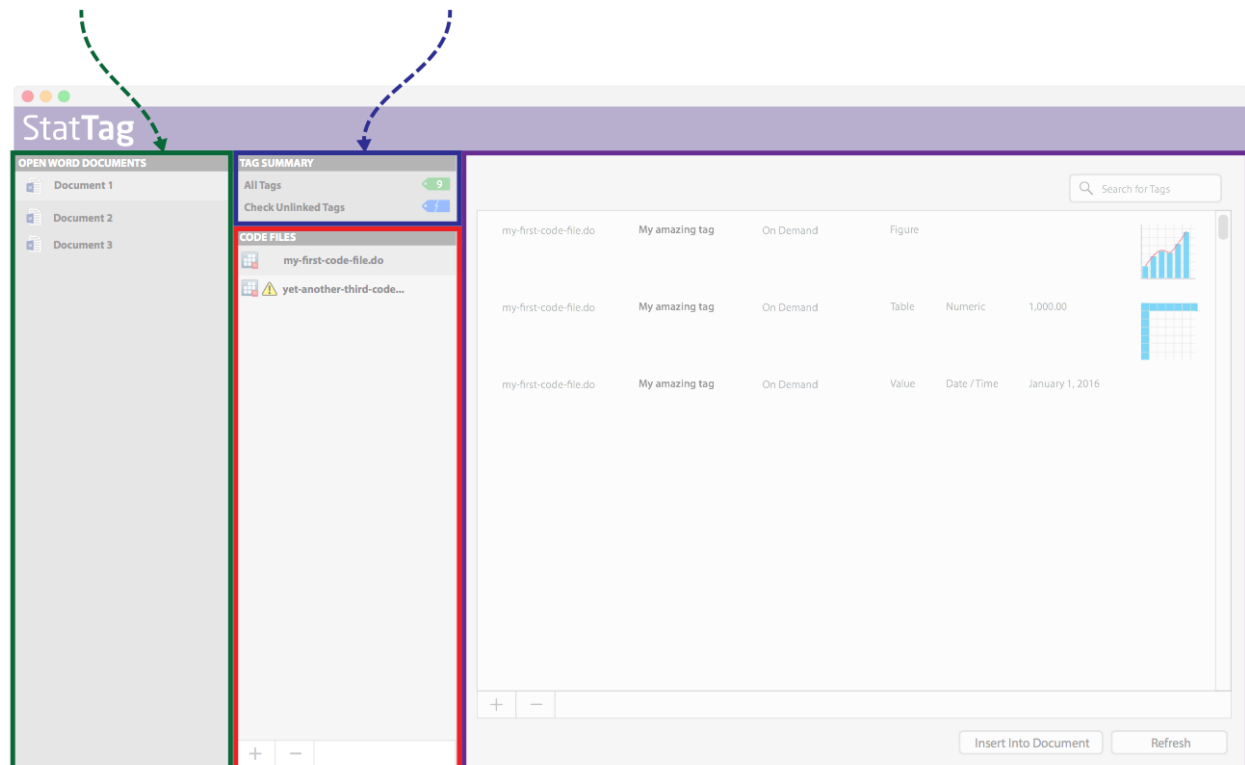 StatTag
OPEN WORD DOCUMENTS
Document 1
Document 2
Document 3
TAG SUMMARY
All Tags 9
Check Unlinked Tags
CODE FILES
my-first-code-file.do
yet-another-third-code...
Search for Tags
my-first-code-file.do My amazing tag On Demand Figure
my-first-code-file.do My amazing tag On Demand Table Numeric 1,000.00
my-first-code-file.do My amazing tag On Demand Value Date / Time January 1, 2016
Insert Into Document Refresh